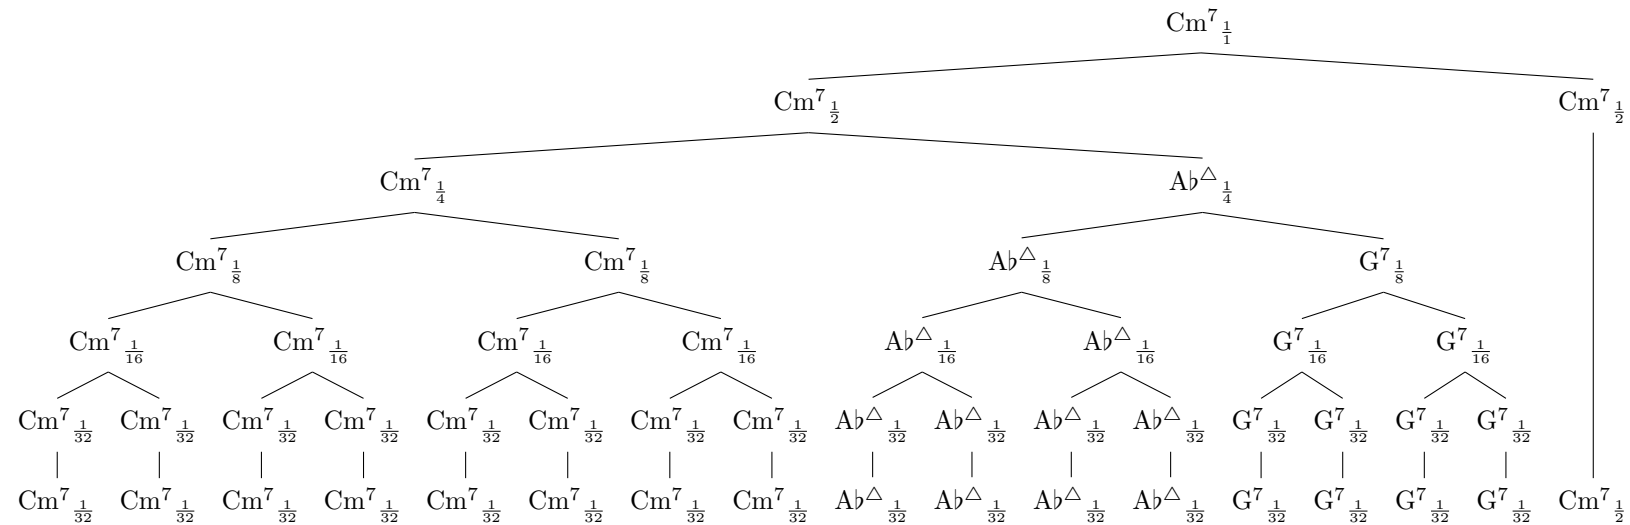 Cm⁷ 1/1
Cm⁷ 1/2 Cm⁷ 1/2
Cm⁷ 1/4 A♭△ 1/4
Cm⁷ 1/8 Cm⁷ 1/8 A♭△ 1/8 G⁷ 1/8
Cm⁷ 1/16 Cm⁷ 1/16 Cm⁷ 1/16 Cm⁷ 1/16 A♭△ 1/16 A♭△ 1/16 G⁷ 1/16 G⁷ 1/16
Cm⁷ 1/32 Cm⁷ 1/32 Cm⁷ 1/32 Cm⁷ 1/32 Cm⁷ 1/32 Cm⁷ 1/32 Cm⁷ 1/32 Cm⁷ 1/32 A♭△ 1/32 A♭△ 1/32 A♭△ 1/32 A♭△ 1/32 G⁷ 1/32 G⁷ 1/32 G⁷ 1/32 G⁷ 1/32
Cm⁷ 1/32 Cm⁷ 1/32 Cm⁷ 1/32 Cm⁷ 1/32 Cm⁷ 1/32 Cm⁷ 1/32 Cm⁷ 1/32 Cm⁷ 1/32 A♭△ 1/32 A♭△ 1/32 A♭△ 1/32 A♭△ 1/32 G⁷ 1/32 G⁷ 1/32 G⁷ 1/32 G⁷ 1/32 Cm⁷ 1/2